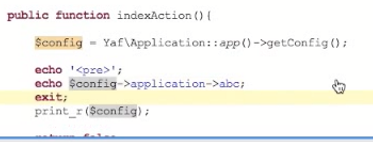 public function indexAction(){
$config = Yaf\Application::app()->getConfig();
echo '<pre>';
echo $config->application->abc;
exit;
print_r($config);